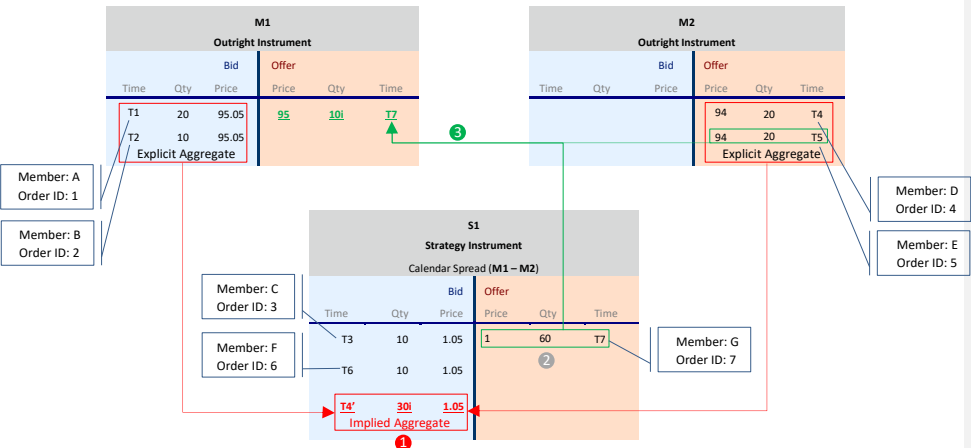 M1
Outright Instrument
Bid Offer
Time Qty Price Price Qty Time
T1 20 95.05 95 10i T7
T2 10 95.05
Explicit Aggregate
M2
Outright Instrument
Bid Offer
Time Qty Price Price Qty Time
94 20 T4
94 20 T5
Explicit Aggregate
3
Member: A
Order ID: 1
Member: B
Order ID: 2
Member: D
Order ID: 4
Member: E
Order ID: 5
S1
Strategy Instrument
Calendar Spread (M1 – M2)
Bid Offer
Time Qty Price Price Qty Time
T3 10 1.05 1 60 T7
2
T6 10 1.05
T4' 30i 1.05
Implied Aggregate
1
Member: C
Order ID: 3
Member: F
Order ID: 6
Member: G
Order ID: 7